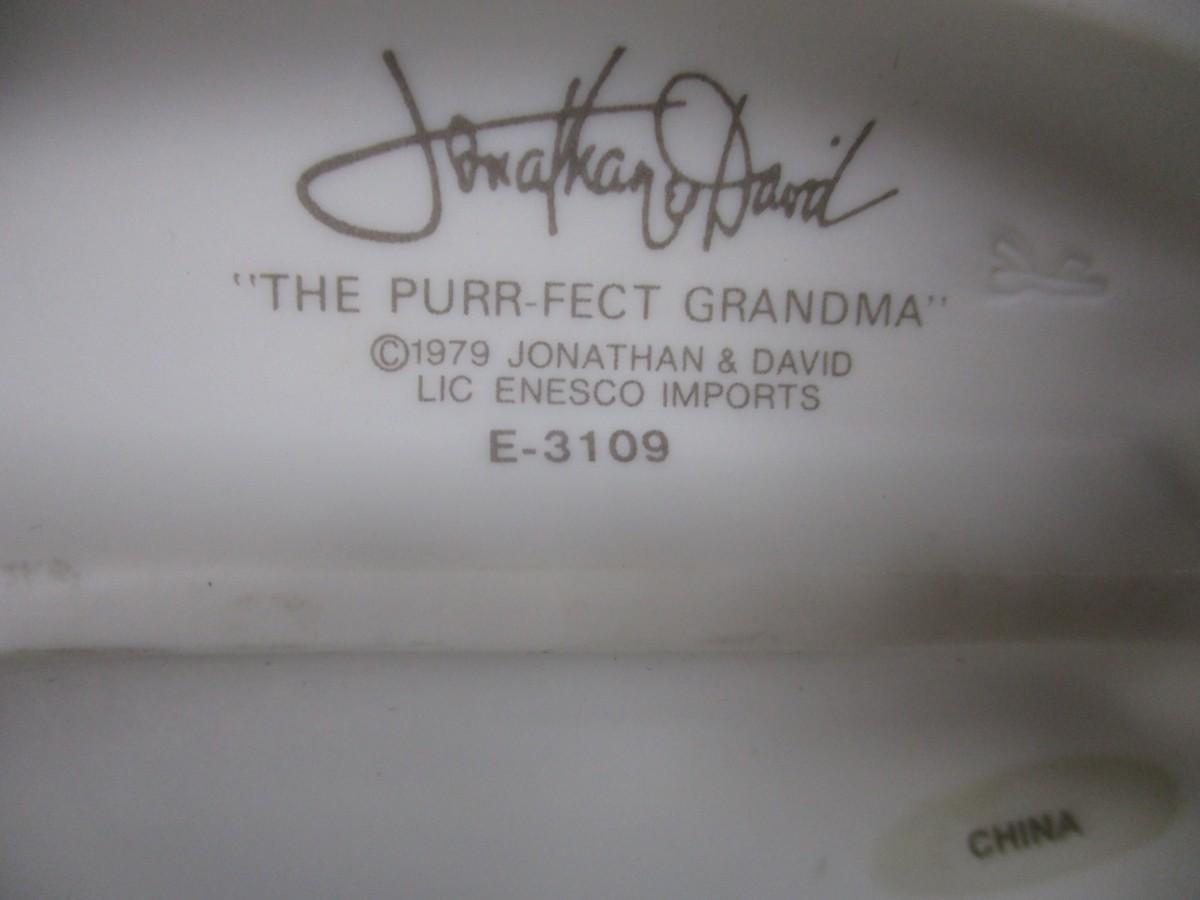 Jonathan & David
"THE PURR-FECT GRANDMA"
©1979 JONATHAN & DAVID
LIC ENESCO IMPORTS
E-3109
CHINA